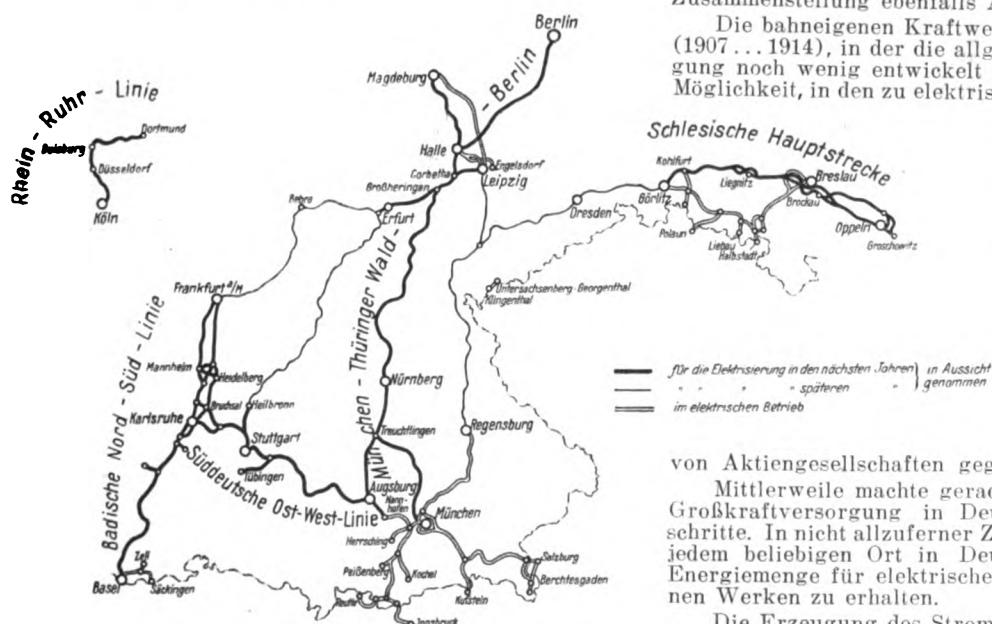 Zusammenstellung ebenfalls
Die bahneigenen Kraftwe
(1907 . . . 1914), in der die allg
gung noch wenig entwickelt
Möglichkeit, in den zu elektris
Berlin
Magdeburg
München - Thüringer Wald - Berlin
Rhein - Ruhr - Linie
Dortmund
Duisburg
Düsseldorf
Köln
Halle
Engelsdorf
Corbetha
Leipzig
Großheringen
Bebra
Erfurt
Schlesische Hauptstrecke
Kohlfurt
Liegnitz
Breslau
Görlitz
Brockau
Dresden
Oppeln
Polaun
Liebau
Halbstadt
Groschowitz
Untersachsenberg-Georgenthal
Klingenthal
Frankfurt a/M
Badische Nord - Süd - Linie
Mannheim
Heidelberg
Nürnberg
Bruchsal
Heilbronn
Karlsruhe
Treuchtlingen
Regensburg
Stuttgart
Tübingen
Süddeutsche Ost-West-Linie
Augsburg
Nann-
hofen
München
Herrsching
Zell
Peißenberg
Kochel
Salzburg
Berchtesgaden
Basel
Säckingen
Reutte
Kufstein
Innsbruck
für die Elektrisierung in den nächsten Jahren } in Aussicht
" " " " späteren " } genommen
im elektrischen Betrieb
von Aktiengesellschaften geg
Mittlerweile machte gerac
Großkraftversorgung in Deu
schritte. In nicht allzuferner Z
jedem beliebigen Ort in Deu
Energiemenge für elektrische
nen Werken zu erhalten.
Die Erzeugung des Strom